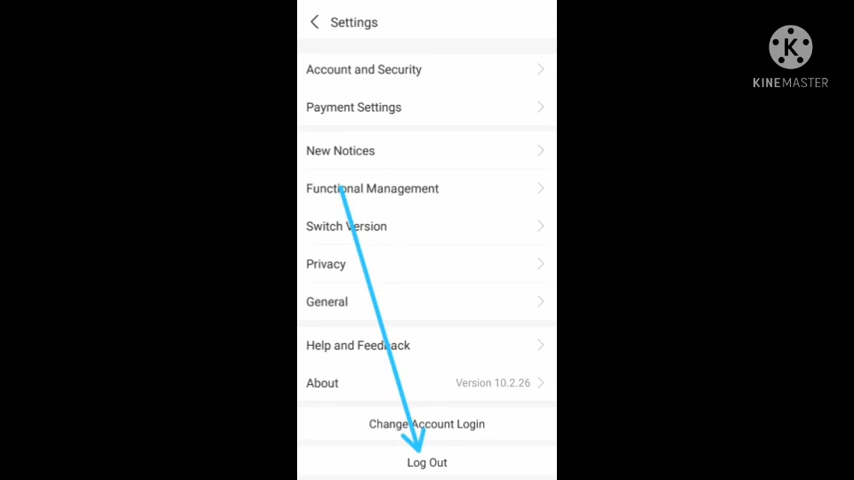 Settings
Account and Security
Payment Settings
New Notices
Functional Management
Switch Version
Privacy
General
Help and Feedback
About Version 10.2.26
Change Account Login
Log Out
K
KINEMASTER